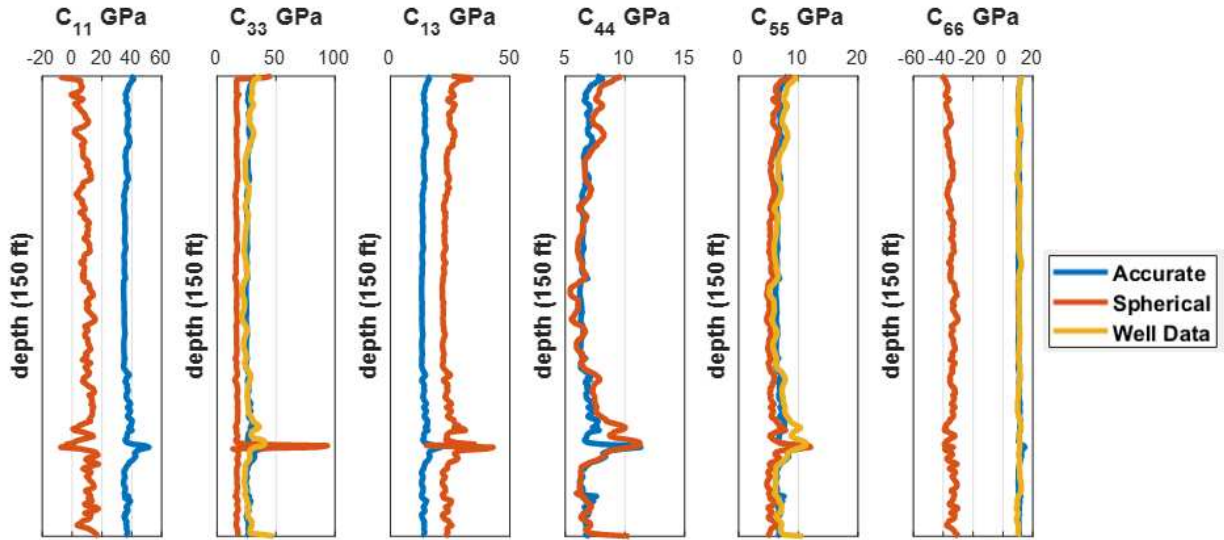 C11 GPa
C33 GPa
C13 GPa
C44 GPa
C55 GPa
C66 GPa
-20 0 20 40 60
0 50 100
0 50
5 10 15
0 10 20
-60 -40 -20 0 20
depth (150 ft)
depth (150 ft)
depth (150 ft)
depth (150 ft)
depth (150 ft)
depth (150 ft)
Accurate
Spherical
Well Data